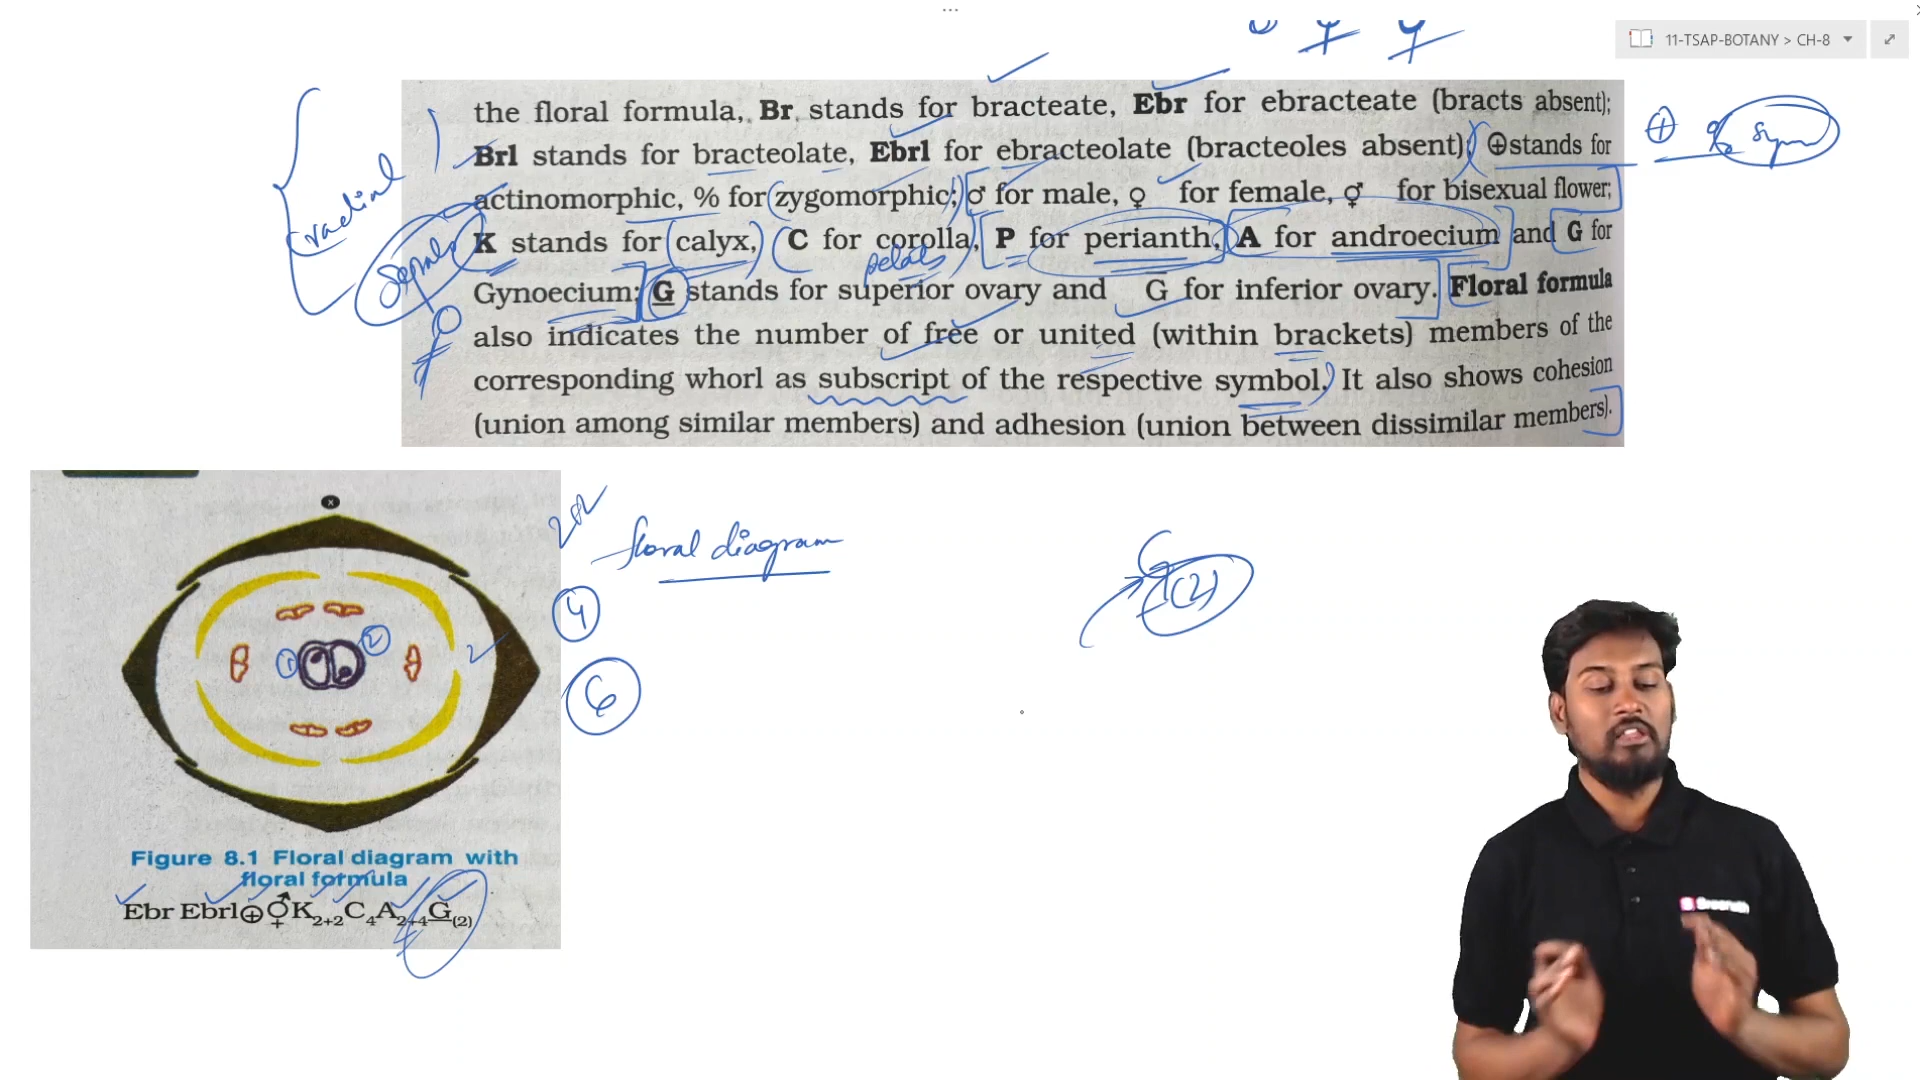 11-TSAP-BOTANY > CH-8
the floral formula, Br stands for bracteate, Ebr for ebracteate (bracts absent);
Brl stands for bracteolate, Ebrl for ebracteolate (bracteoles absent) ⊕stands for
actinomorphic, % for zygomorphic; ♂ for male, ♀ for female, ⚥ for bisexual flower;
K stands for calyx, C for corolla, P for perianth, A for androecium and G for
Gynoecium; G stands for superior ovary and G for inferior ovary. Floral formula
also indicates the number of free or united (within brackets) members of the
corresponding whorl as subscript of the respective symbol. It also shows cohesion
(union among similar members) and adhesion (union between dissimilar members).
⊕ % sym
radial
sepals
petals
floral diagram
4
6
1 2
G(2)
Figure 8.1 Floral diagram with
floral formula
Ebr Ebrl⊕⚥K2+2C4A2+4G(2)